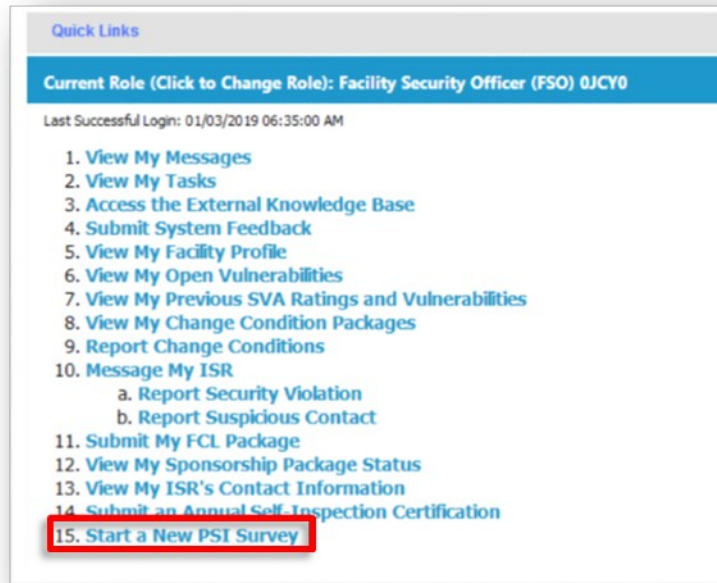 Quick Links
Current Role (Click to Change Role): Facility Security Officer (FSO) 0JCY0
Last Successful Login: 01/03/2019 06:35:00 AM
1. View My Messages
2. View My Tasks
3. Access the External Knowledge Base
4. Submit System Feedback
5. View My Facility Profile
6. View My Open Vulnerabilities
7. View My Previous SVA Ratings and Vulnerabilities
8. View My Change Condition Packages
9. Report Change Conditions
10. Message My ISR
a. Report Security Violation
b. Report Suspicious Contact
11. Submit My FCL Package
12. View My Sponsorship Package Status
13. View My ISR's Contact Information
14. Submit an Annual Self-Inspection Certification
15. Start a New PSI Survey